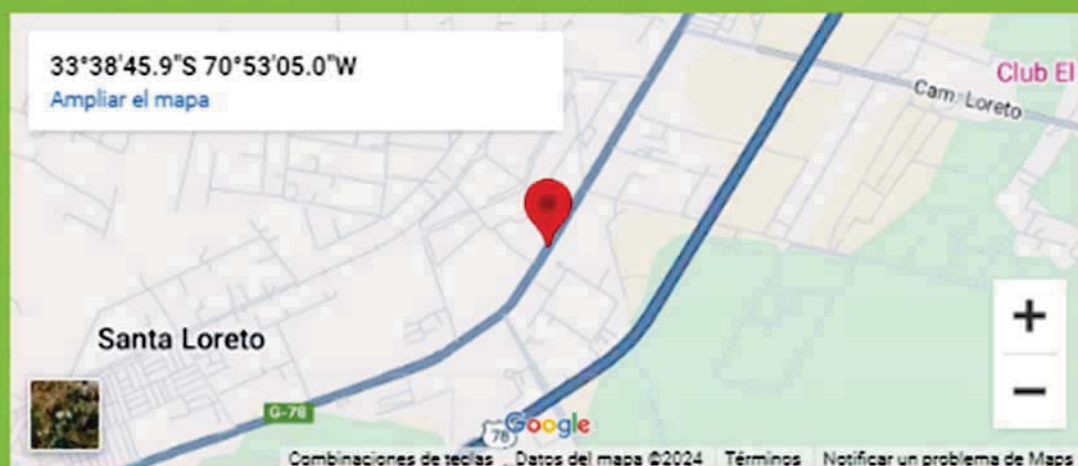 33°38'45.9"S 70°53'05.0"W
Ampliar el mapa
Club El
Cam. Loreto
Santa Loreto
G-78
78
Google
+
−
Combinaciones de teclas Datos del mapa ©2024 Términos Notificar un problema de Maps